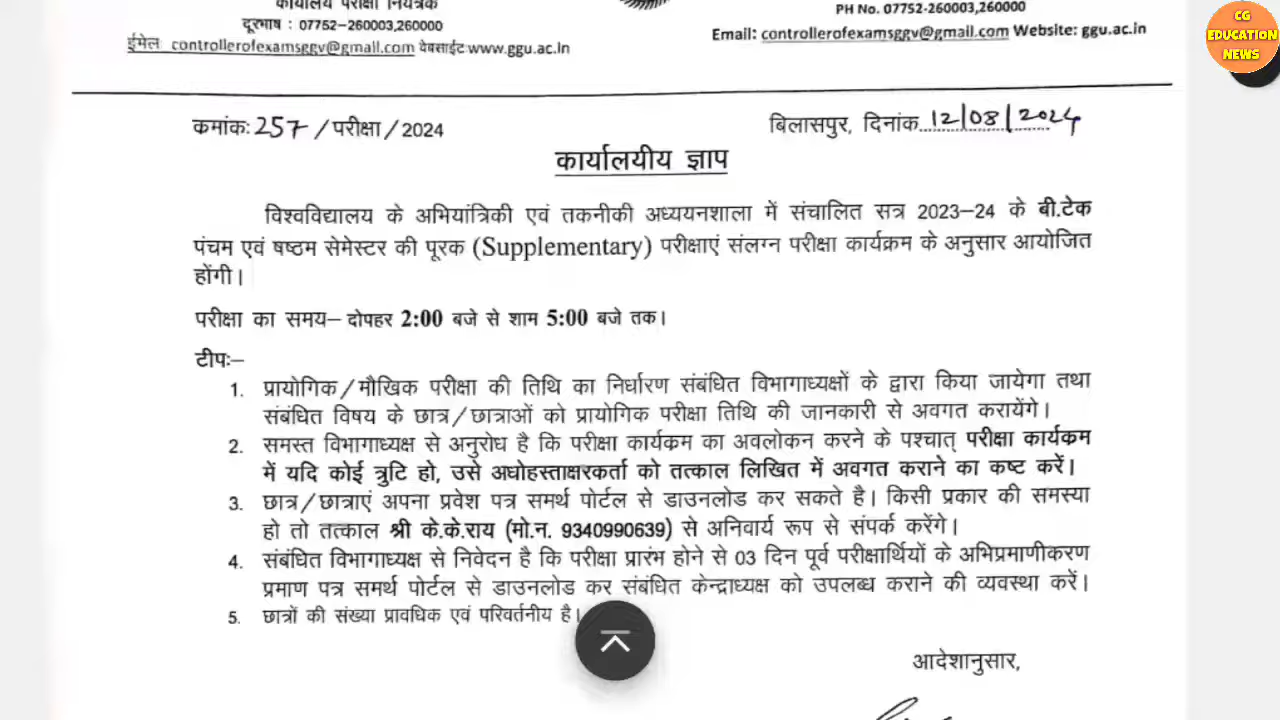 कार्यालय परीक्षा नियंत्रक
दूरभाष : 07752-260003,260000
ईमेलः controllerofexamsggv@gmail.com वेबसाईट www.ggu.ac.in
PH No. 07752-260003,260000
Email: controllerofexamsggv@gmail.com Website: ggu.ac.in
CG
EDUCATION
NEWS
कमांकः 257/परीक्षा/2024
बिलासपुर, दिनांक 12/08/2024
कार्यालयीय ज्ञाप
विश्वविद्यालय के अभियांत्रिकी एवं तकनीकी अध्ययनशाला में संचालित सत्र 2023-24 के बी.टेक
पंचम एवं षष्ठम सेमेस्टर की पूरक (Supplementary) परीक्षाएं संलग्न परीक्षा कार्यक्रम के अनुसार आयोजित
होंगी।
परीक्षा का समय– दोपहर 2:00 बजे से शाम 5:00 बजे तक।
टीपः–
1. प्रायोगिक/मौखिक परीक्षा की तिथि का निर्धारण संबंधित विभागाध्यक्षों के द्वारा किया जायेगा तथा
संबंधित विषय के छात्र/छात्राओं को प्रायोगिक परीक्षा तिथि की जानकारी से अवगत करायेंगे।
2. समस्त विभागाध्यक्ष से अनुरोध है कि परीक्षा कार्यक्रम का अवलोकन करने के पश्चात् परीक्षा कार्यक्रम
में यदि कोई त्रुटि हो, उसे अधोहस्ताक्षरकर्ता को तत्काल लिखित में अवगत कराने का कष्ट करें।
3. छात्र/छात्राएं अपना प्रवेश पत्र समर्थ पोर्टल से डाउनलोड कर सकते है। किसी प्रकार की समस्या
हो तो तत्काल श्री के.के.राय (मो.न. 9340990639) से अनिवार्य रूप से संपर्क करेंगे।
4. संबंधित विभागाध्यक्ष से निवेदन है कि परीक्षा प्रारंभ होने से 03 दिन पूर्व परीक्षार्थियों के अभिप्रमाणीकरण
प्रमाण पत्र समर्थ पोर्टल से डाउनलोड कर संबंधित केन्द्राध्यक्ष को उपलब्ध कराने की व्यवस्था करें।
5. छात्रों की संख्या प्रावधिक एवं परिवर्तनीय है।
आदेशानुसार,